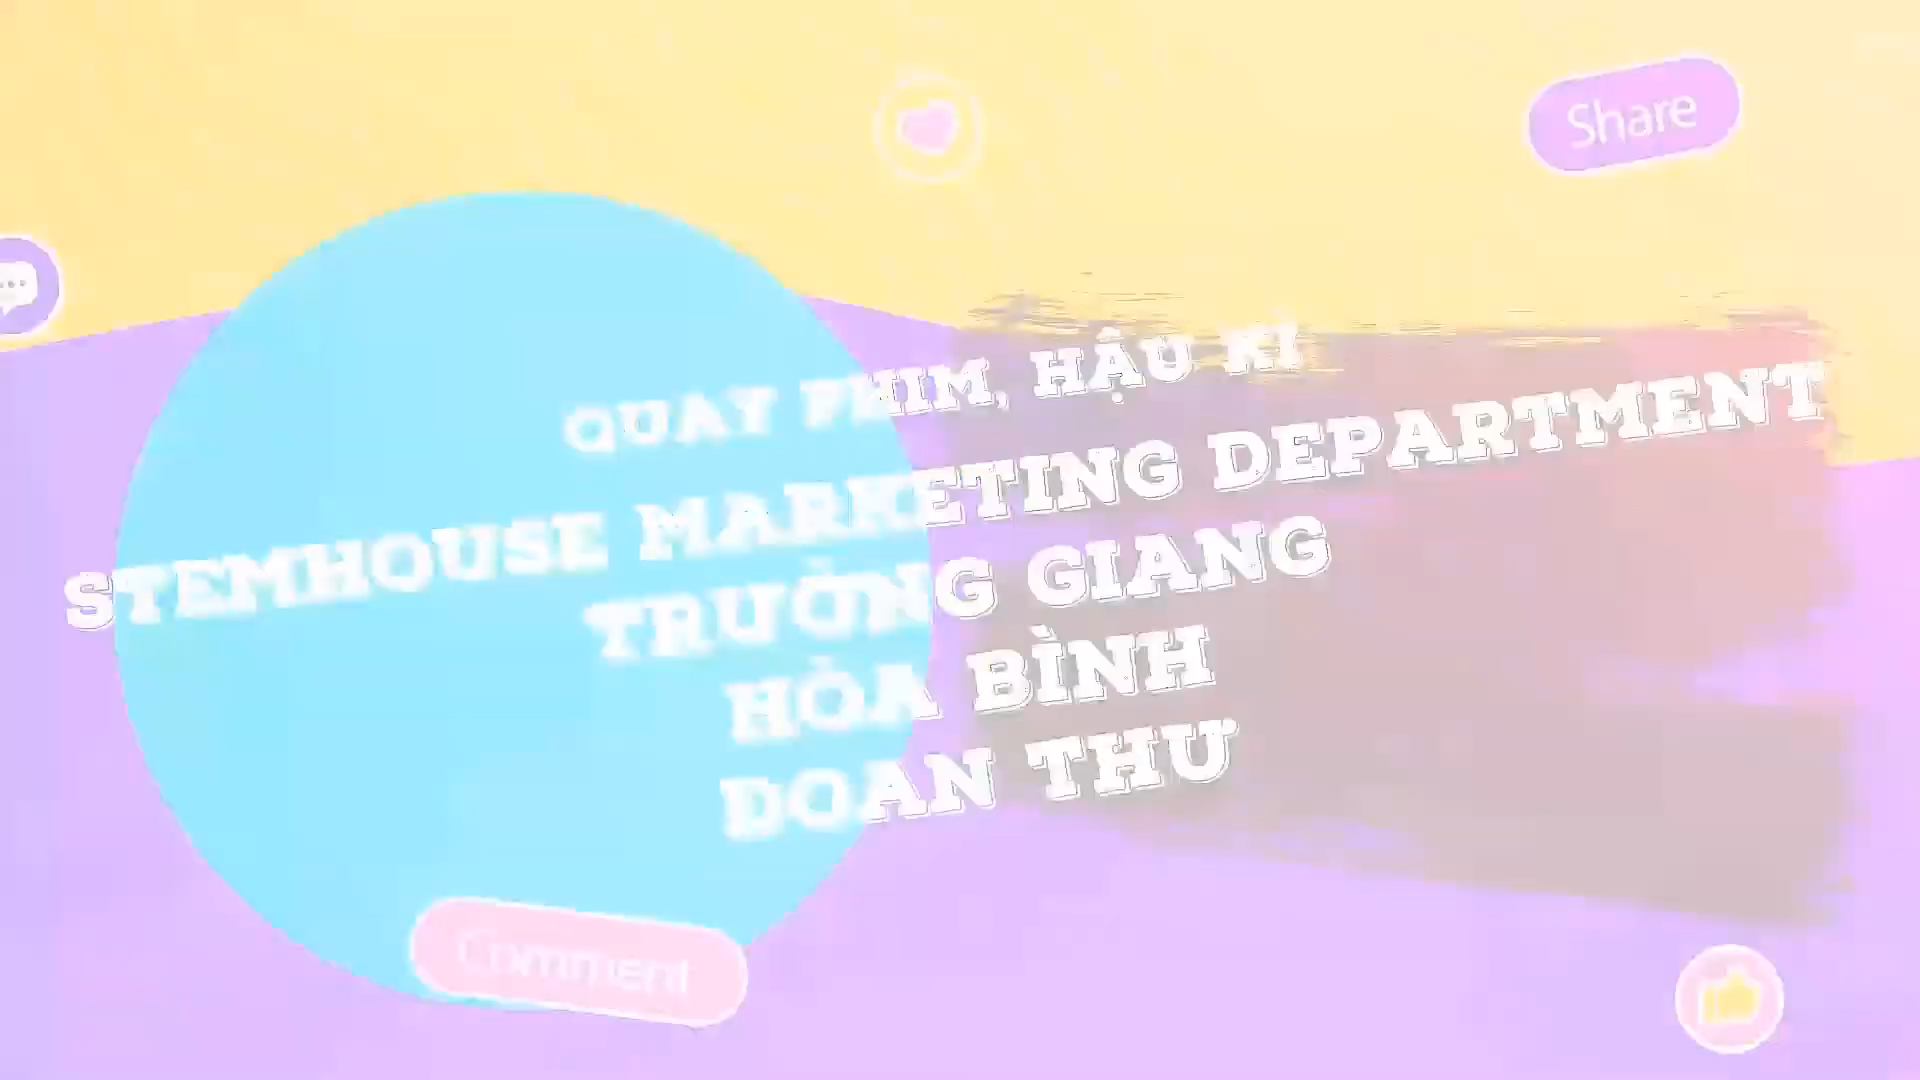 Share
QUAY PHIM, HẬU KÌ
STEMHOUSE MARKETING DEPARTMENT
TRƯỜNG GIANG
HÒA BÌNH
DOAN THƯ
Comment